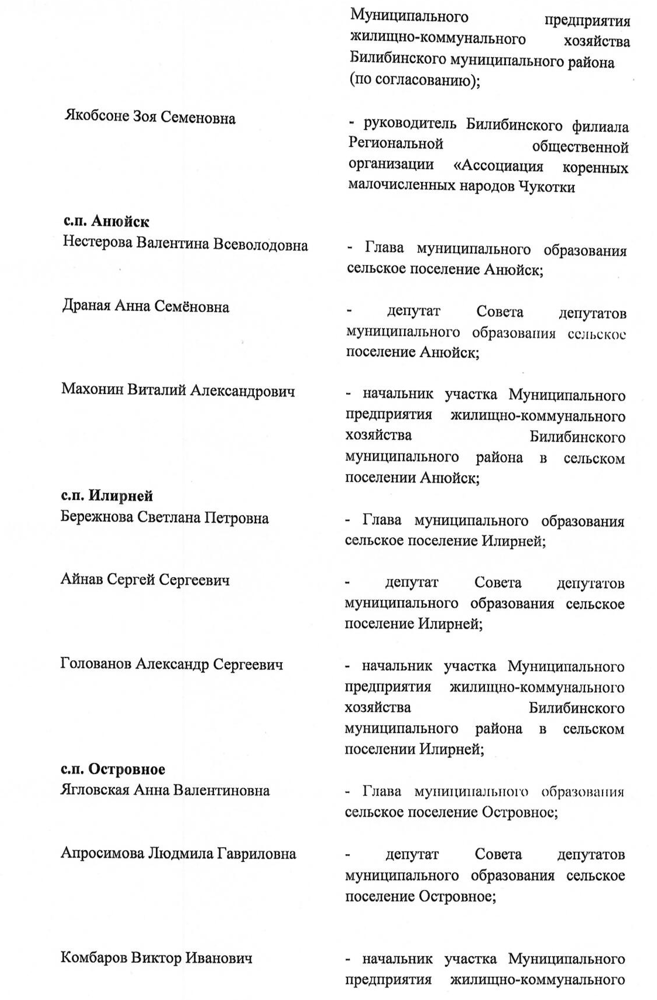 Муниципального предприятия
жилищно-коммунального хозяйства
Билибинского муниципального района
(по согласованию);
Якобсоне Зоя Семеновна
- руководитель Билибинского филиала
Региональной общественной
организации «Ассоциация коренных
малочисленных народов Чукотки
с.п. Анюйск
Нестерова Валентина Всеволодовна
- Глава муниципального образования
сельское поселение Анюйск;
Драная Анна Семёновна
- депутат Совета депутатов
муниципального образования сельское
поселение Анюйск;
Махонин Виталий Александрович
- начальник участка Муниципального
предприятия жилищно-коммунального
хозяйства Билибинского
муниципального района в сельском
поселении Анюйск;
с.п. Илирней
Бережнова Светлана Петровна
- Глава муниципального образования
сельское поселение Илирней;
Айнав Сергей Сергеевич
- депутат Совета депутатов
муниципального образования сельское
поселение Илирней;
Голованов Александр Сергеевич
- начальник участка Муниципального
предприятия жилищно-коммунального
хозяйства Билибинского
муниципального района в сельском
поселении Илирней;
с.п. Островное
Ягловская Анна Валентиновна
- Глава муниципального образования
сельское поселение Островное;
Апросимова Людмила Гавриловна
- депутат Совета депутатов
муниципального образования сельское
поселение Островное;
Комбаров Виктор Иванович
- начальник участка Муниципального
предприятия жилищно-коммунального